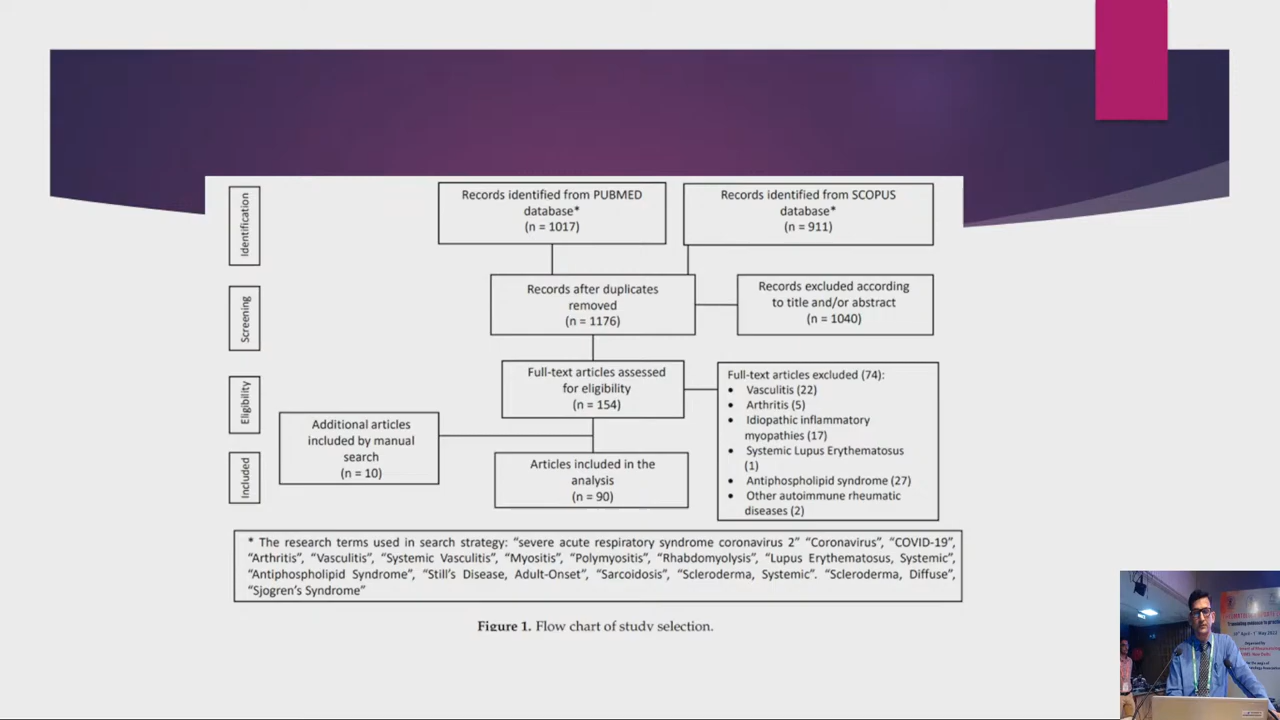 Identification
Records identified from PUBMED
database*
(n = 1017)
Records identified from SCOPUS
database*
(n = 911)
Screening
Records after duplicates
removed
(n = 1176)
Records excluded according
to title and/or abstract
(n = 1040)
Eligibility
Full-text articles assessed
for eligibility
(n = 154)
Full-text articles excluded (74):
• Vasculitis (22)
• Arthritis (5)
• Idiopathic inflammatory
myopathies (17)
• Systemic Lupus Erythematosus
(1)
• Antiphospholipid syndrome (27)
• Other autoimmune rheumatic
diseases (2)
Additional articles
included by manual
search
(n = 10)
Included
Articles included in the
analysis
(n = 90)
* The research terms used in search strategy: “severe acute respiratory syndrome coronavirus 2” “Coronavirus”, “COVID-19”,
“Arthritis”, “Vasculitis”, “Systemic Vasculitis”, “Myositis”, “Polymyositis”, “Rhabdomyolysis”, “Lupus Erythematosus, Systemic”,
“Antiphospholipid Syndrome”, “Still’s Disease, Adult-Onset”, “Sarcoidosis”, “Scleroderma, Systemic”. “Scleroderma, Diffuse”,
“Sjogren’s Syndrome”
Figure 1. Flow chart of study selection.